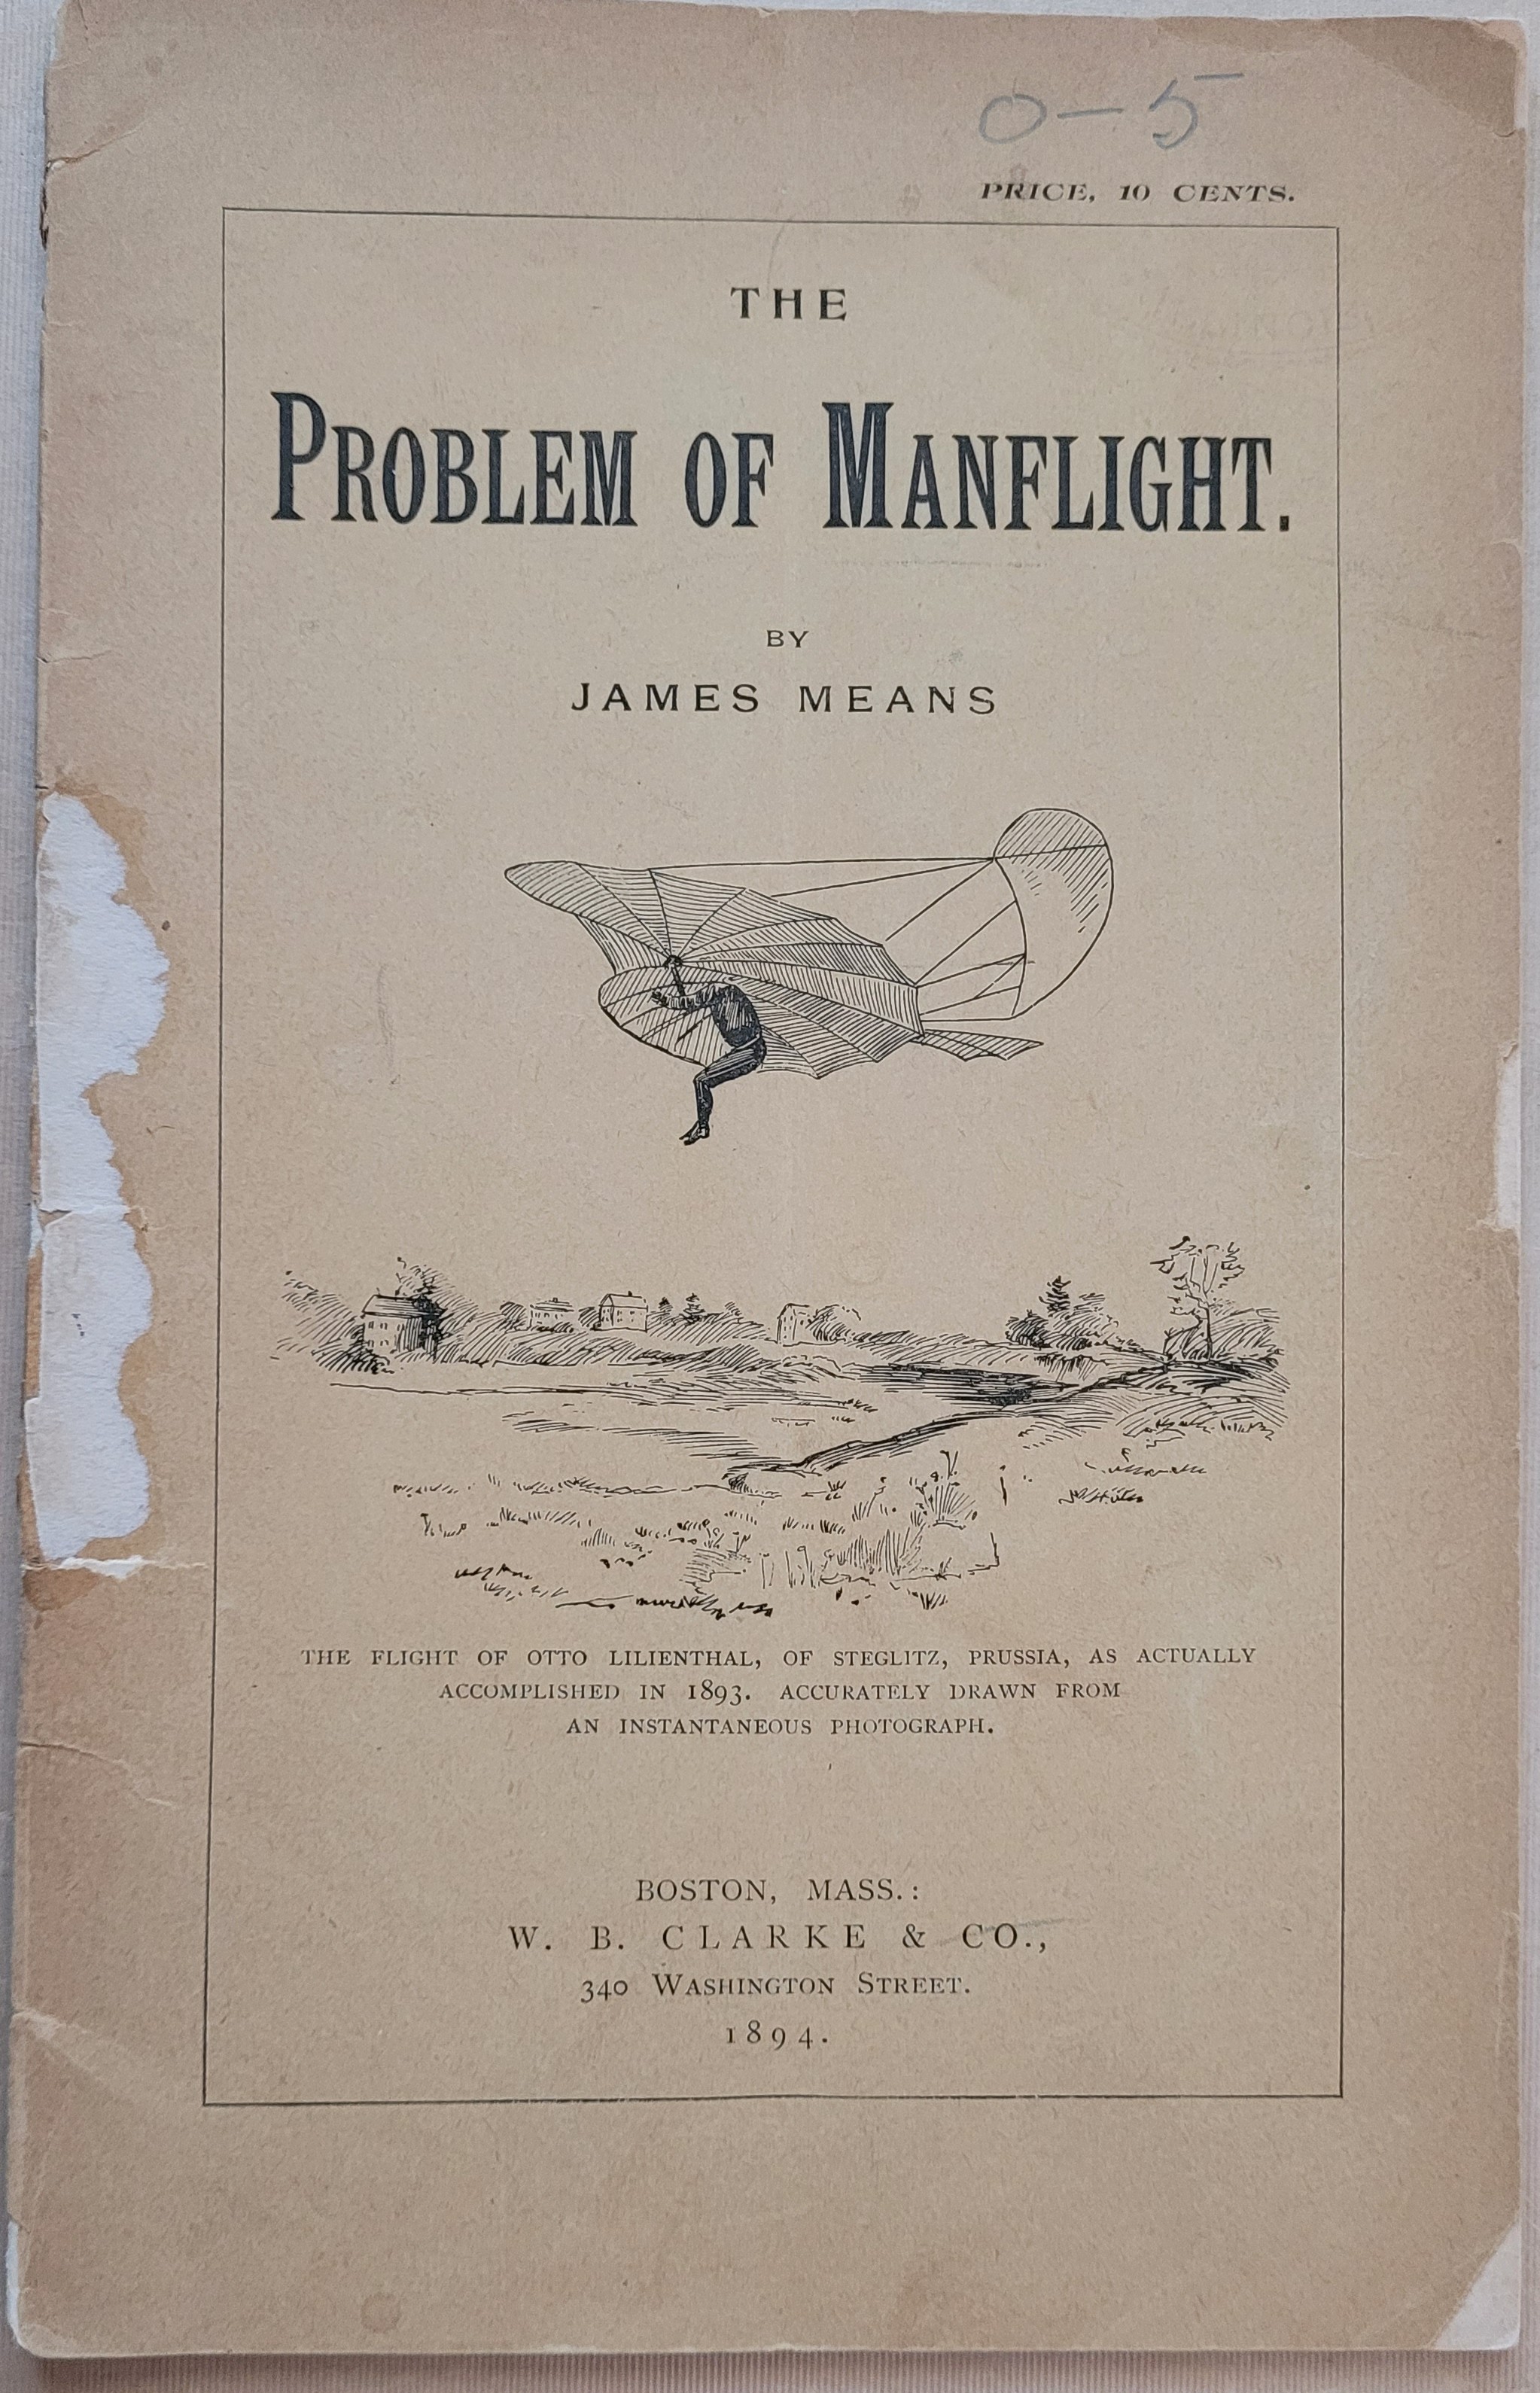 0-5
PRICE, 10 CENTS.
THE
PROBLEM OF MANFLIGHT.
BY
JAMES MEANS
THE FLIGHT OF OTTO LILIENTHAL, OF STEGLITZ, PRUSSIA, AS ACTUALLY
ACCOMPLISHED IN 1893. ACCURATELY DRAWN FROM
AN INSTANTANEOUS PHOTOGRAPH.
BOSTON, MASS.:
W. B. CLARKE & CO.,
340 WASHINGTON STREET.
1894.